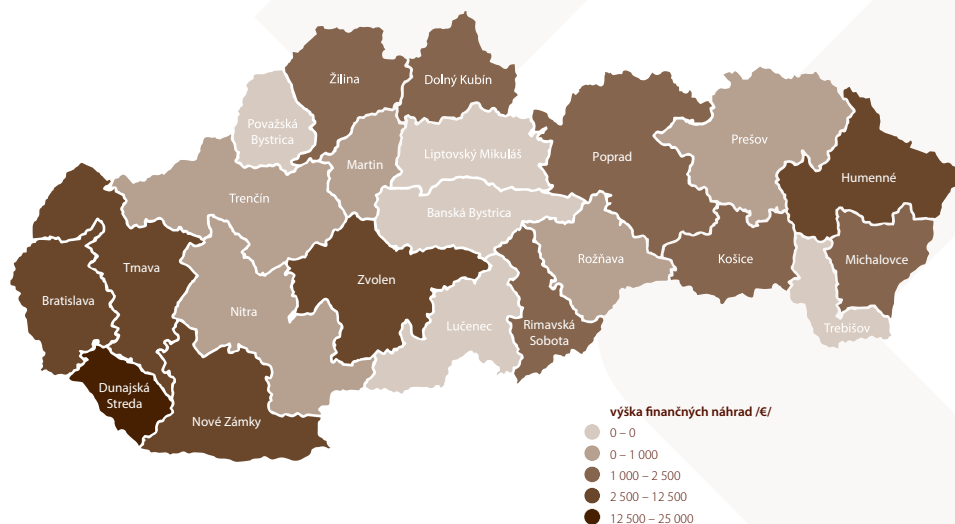 Žilina
Dolný Kubín
Považská
Bystrica
Martin
Liptovský Mikuláš
Poprad
Prešov
Humenné
Trenčín
Banská Bystrica
Rožňava
Košice
Michalovce
Trnava
Zvolen
Bratislava
Nitra
Lučenec
Rimavská
Sobota
Trebišov
Dunajská
Streda
Nové Zámky
výška finančných náhrad /€/
0 – 0
0 – 1 000
1 000 – 2 500
2 500 – 12 500
12 500 – 25 000